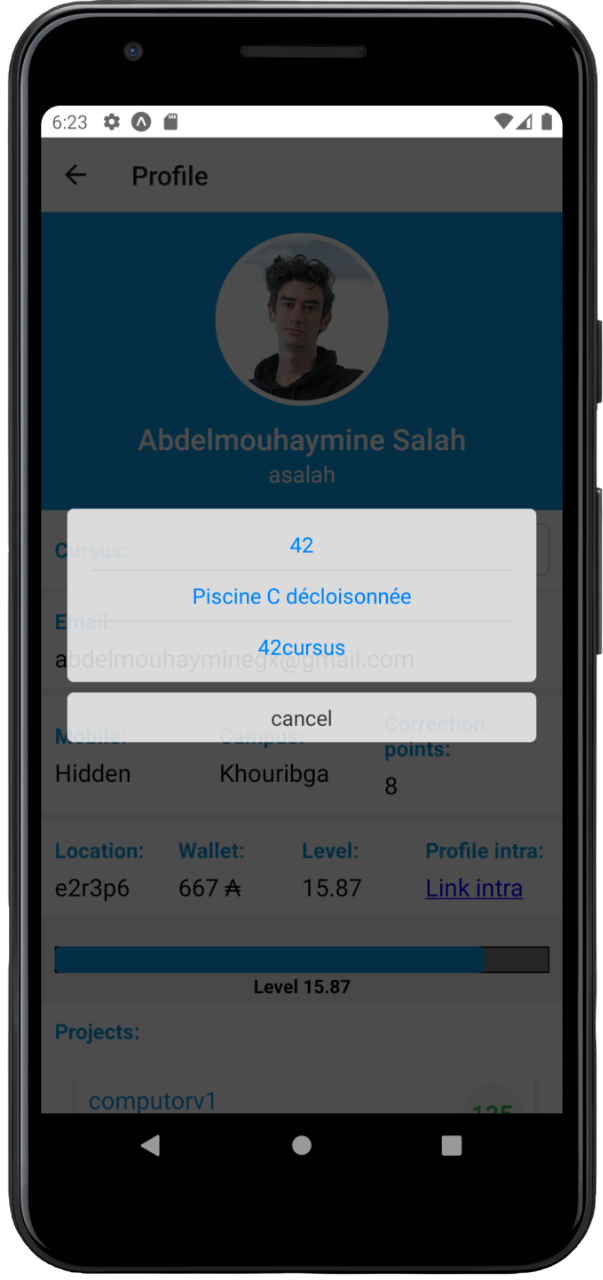 6:23
Profile
Abdelmouhaymine Salah
asalah
Cursus:
Select Cursus
42
Piscine C décloisonnée
42cursus
Email:
abdelmouhayminegx@gmail.com
cancel
Mobile:
Campus:
Correction
points:
Hidden
Khouribga
8
Location:
Wallet:
Level:
Profile intra:
e2r3p6
667 ₳
15.87
Link intra
Level 15.87
Projects:
computorv1
125